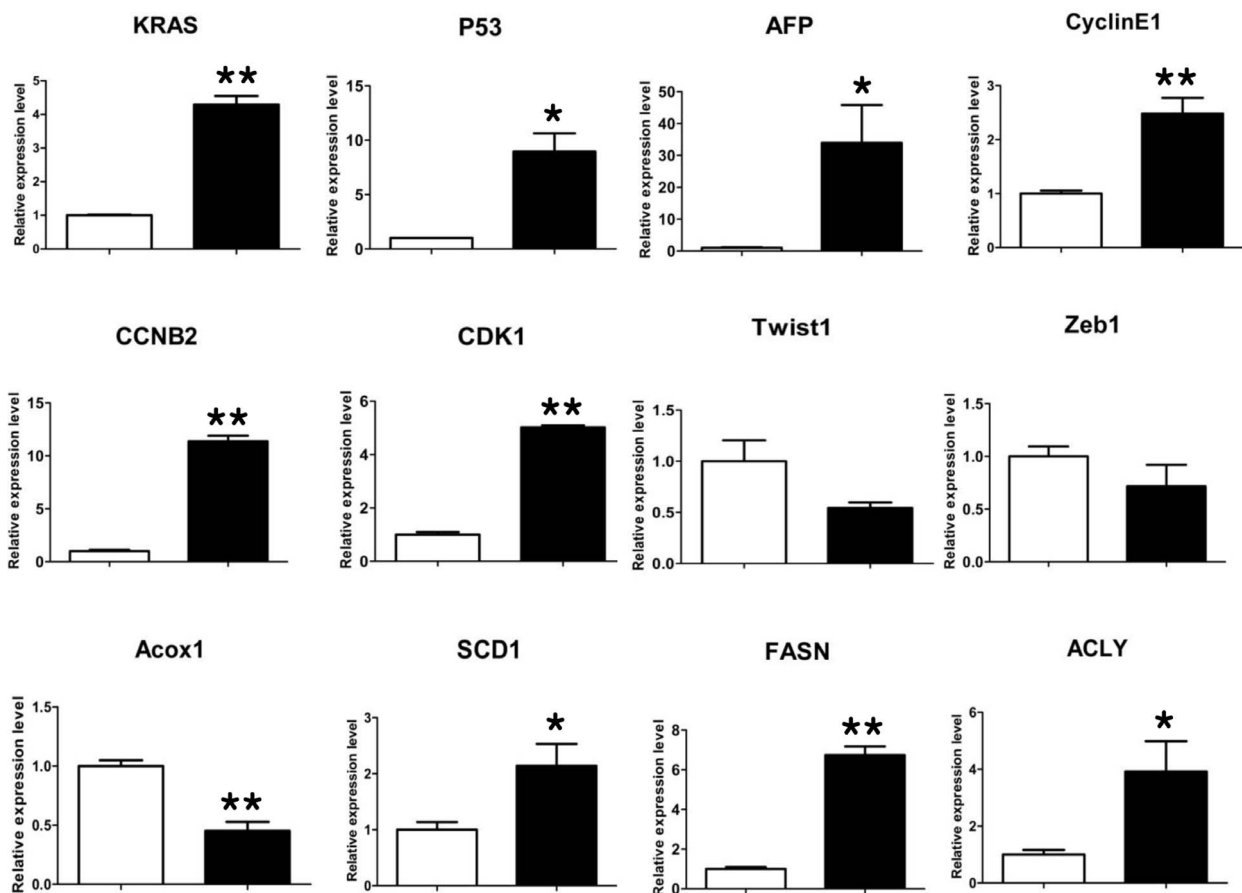 KRAS
P53
AFP
CyclinE1
Relative expression level
5
4
3
2
1
0
**
Relative expression level
15
10
5
0
*
Relative expression level
50
40
30
20
10
0
*
Relative expression level
3
2
1
0
**
CCNB2
CDK1
Twist1
Zeb1
Relative expression level
15
10
5
0
**
Relative expression level
6
4
2
0
**
Relative expression level
1.5
1.0
0.5
0.0
Relative expression level
1.5
1.0
0.5
0.0
Acox1
SCD1
FASN
ACLY
Relative expression level
1.5
1.0
0.5
0.0
**
Relative expression level
3
2
1
0
*
Relative expression level
8
6
4
2
0
**
Relative expression level
6
4
2
0
*